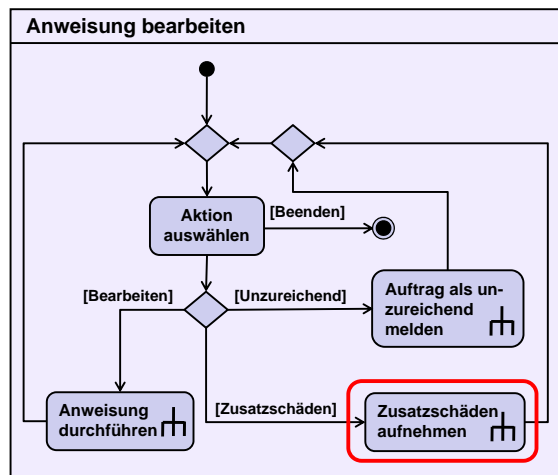 Anweisung bearbeiten
Aktion
auswählen
[Beenden]
[Bearbeiten]
[Unzureichend]
Auftrag als un-
zureichend
melden
[Zusatzschäden]
Anweisung
durchführen
Zusatzschäden
aufnehmen